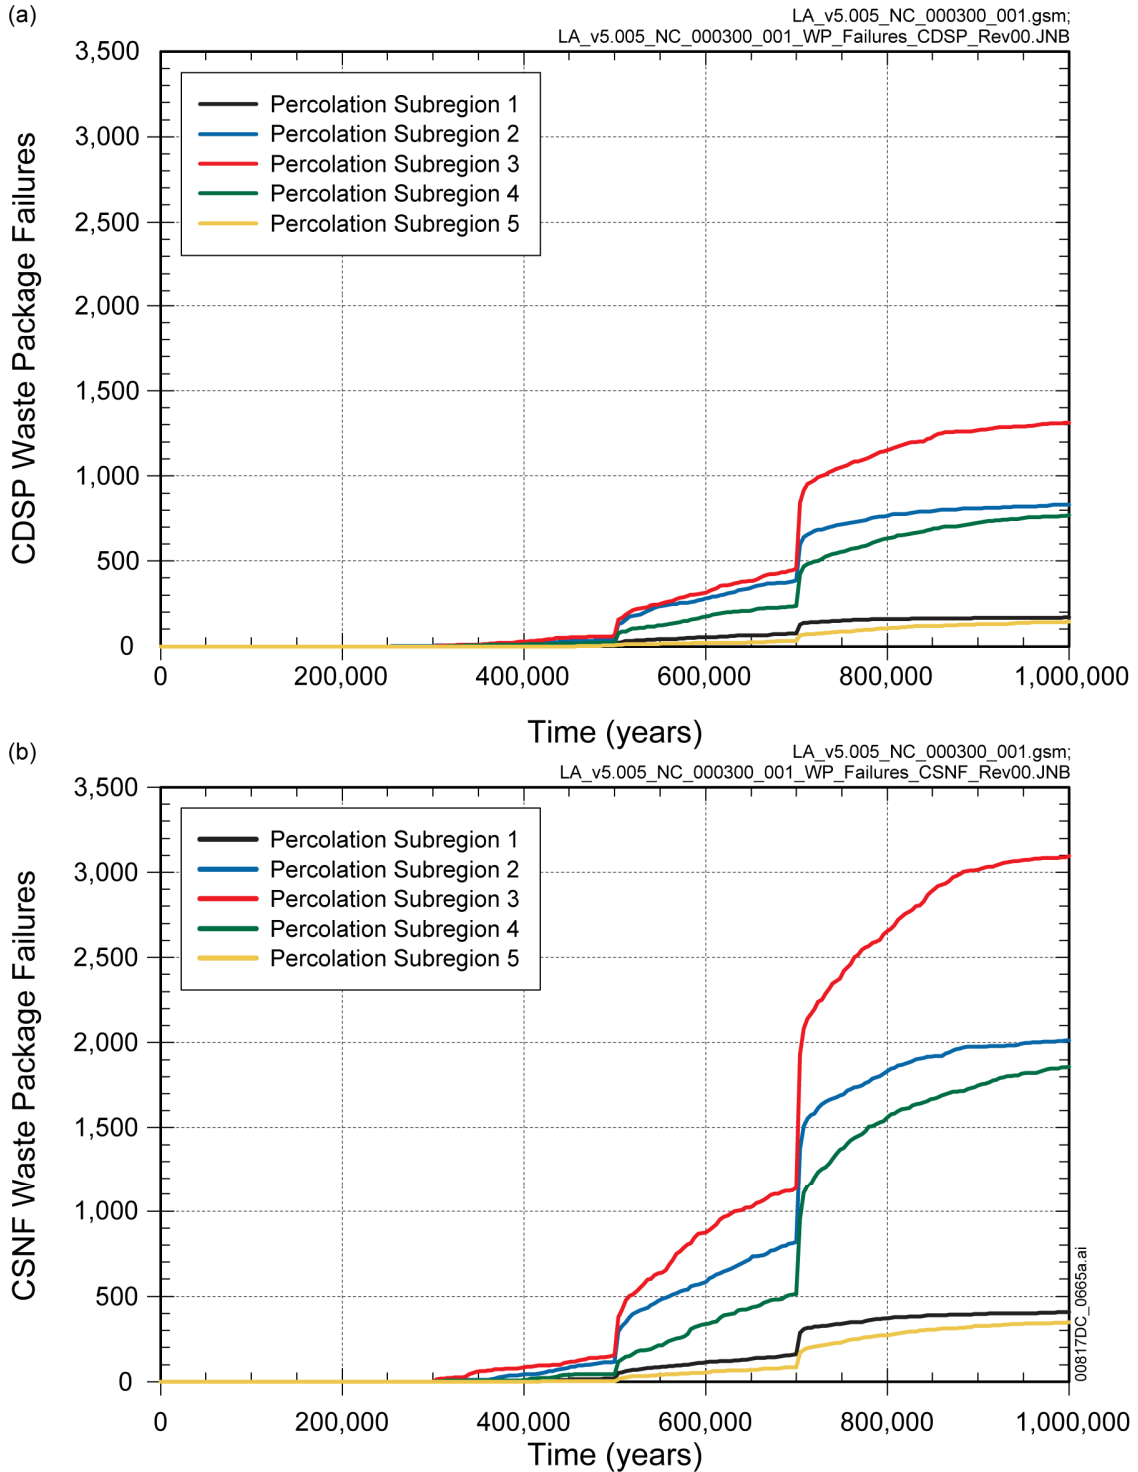 (a)
LA_v5.005_NC_000300_001.gsm;
LA_v5.005_NC_000300_001_WP_Failures_CDSP_Rev00.JNB
3,500
3,000
2,500
2,000
1,500
1,000
500
0
CDSP Waste Package Failures
Percolation Subregion 1
Percolation Subregion 2
Percolation Subregion 3
Percolation Subregion 4
Percolation Subregion 5
0 200,000 400,000 600,000 800,000 1,000,000
Time (years)
(b)
LA_v5.005_NC_000300_001.gsm;
LA_v5.005_NC_000300_001_WP_Failures_CSNF_Rev00.JNB
3,500
3,000
2,500
2,000
1,500
1,000
500
0
CSNF Waste Package Failures
Percolation Subregion 1
Percolation Subregion 2
Percolation Subregion 3
Percolation Subregion 4
Percolation Subregion 5
00817DC_0665a.ai
0 200,000 400,000 600,000 800,000 1,000,000
Time (years)